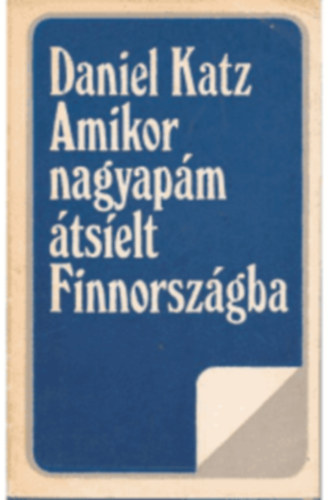 Daniel Katz
Amikor
nagyapám
átsíelt
Finnországba